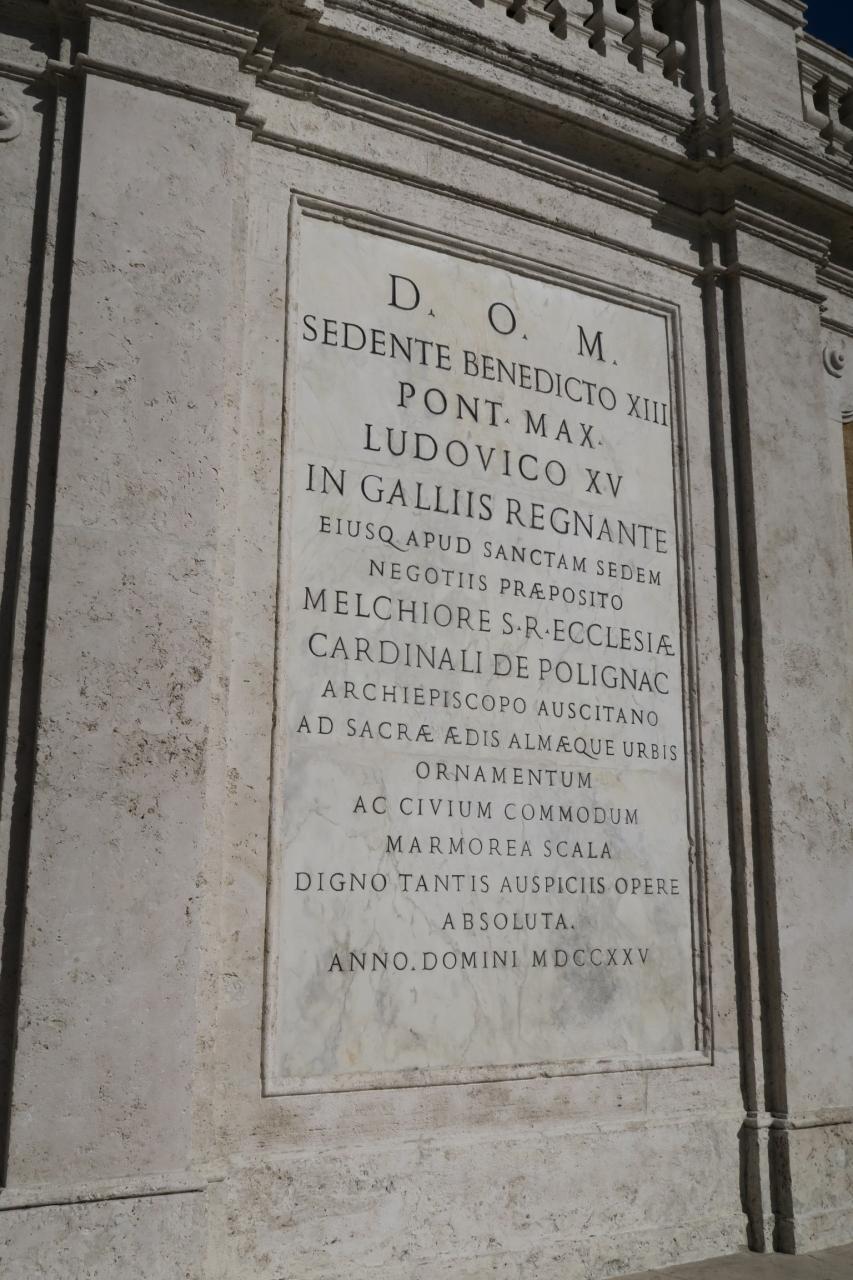 D. O. M.
SEDENTE BENEDICTO XIII
PONT. MAX.
LUDOVICO XV
IN GALLIIS REGNANTE
EIUSQ. APUD SANCTAM SEDEM
NEGOTIIS PRÆPOSITO
MELCHIORE S·R·ECCLESIÆ
CARDINALI DE POLIGNAC
ARCHIEPISCOPO AUSCITANO
AD SACRÆ ÆDIS ALMÆQUE URBIS
ORNAMENTUM
AC CIVIUM COMMODUM
MARMOREA SCALA
DIGNO TANTIS AUSPICIIS OPERE
ABSOLUTA.
ANNO. DOMINI MDCCXXV